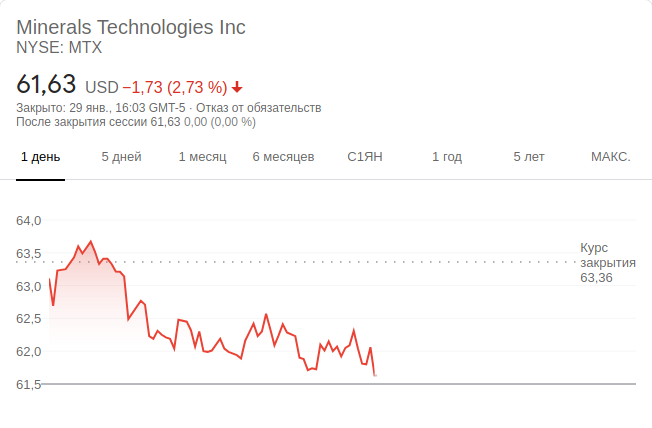 Minerals Technologies Inc
NYSE: MTX
61,63 USD −1,73 (2,73 %)
Закрыто: 29 янв., 16:03 GMT-5 · Отказ от обязательств
После закрытия сессии 61,63 0,00 (0,00 %)
1 день 5 дней 1 месяц 6 месяцев С1ЯН 1 год 5 лет МАКС.
64,0
63,5
63,0
62,5
62,0
61,5
Курс
закрытия
63,36